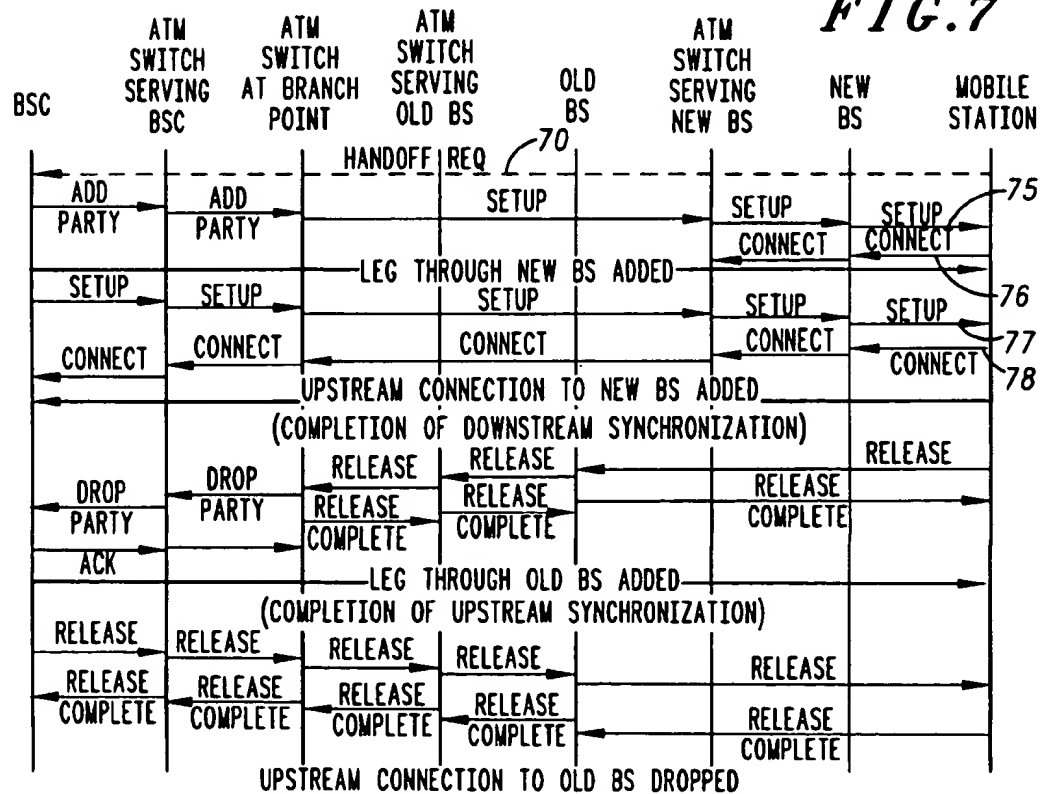 FIG.7
BSC
ATM
SWITCH
SERVING
BSC
ATM
SWITCH
AT BRANCH
POINT
ATM
SWITCH
SERVING
OLD BS
OLD
BS
ATM
SWITCH
SERVING
NEW BS
NEW
BS
MOBILE
STATION
HANDOFF REQ 70
ADD
PARTY
ADD
PARTY
SETUP
SETUP
SETUP 75
CONNECT
CONNECT
LEG THROUGH NEW BS ADDED 76
SETUP
SETUP
SETUP
SETUP
SETUP 77
CONNECT
CONNECT
CONNECT
CONNECT
CONNECT 78
UPSTREAM CONNECTION TO NEW BS ADDED
(COMPLETION OF DOWNSTREAM SYNCHRONIZATION)
RELEASE
RELEASE
RELEASE
DROP
PARTY
DROP
PARTY
RELEASE
COMPLETE
RELEASE
COMPLETE
RELEASE
COMPLETE
ACK
LEG THROUGH OLD BS ADDED
(COMPLETION OF UPSTREAM SYNCHRONIZATION)
RELEASE
RELEASE
RELEASE
RELEASE
RELEASE
RELEASE
COMPLETE
RELEASE
COMPLETE
RELEASE
COMPLETE
RELEASE
COMPLETE
RELEASE
COMPLETE
UPSTREAM CONNECTION TO OLD BS DROPPED